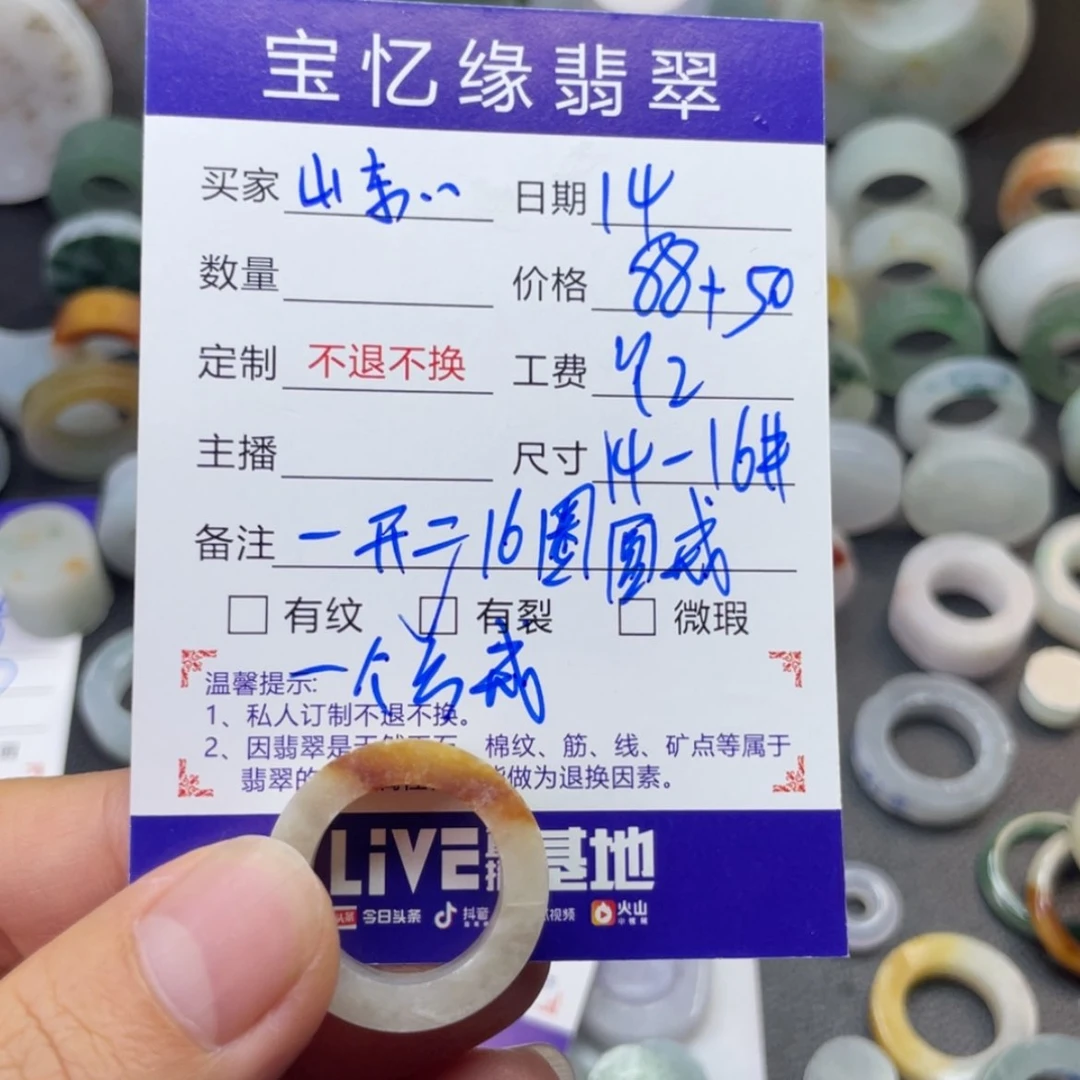 宝忆缘翡翠
买家 山东.. 日期 14
数量 价格 88+50
定制 不退不换 工费 42
主播 尺寸 14-16#
备注 一开二,16圈圆戒
有纹 有裂 微瑕
一个 戒
温馨提示:
1、私人订制不退不换。
2、因翡翠是天然玉石、棉纹、筋、线、矿点等属于
翡翠的 做为退换因素。
LiVE 基地
今日头条 抖音 视频 火山